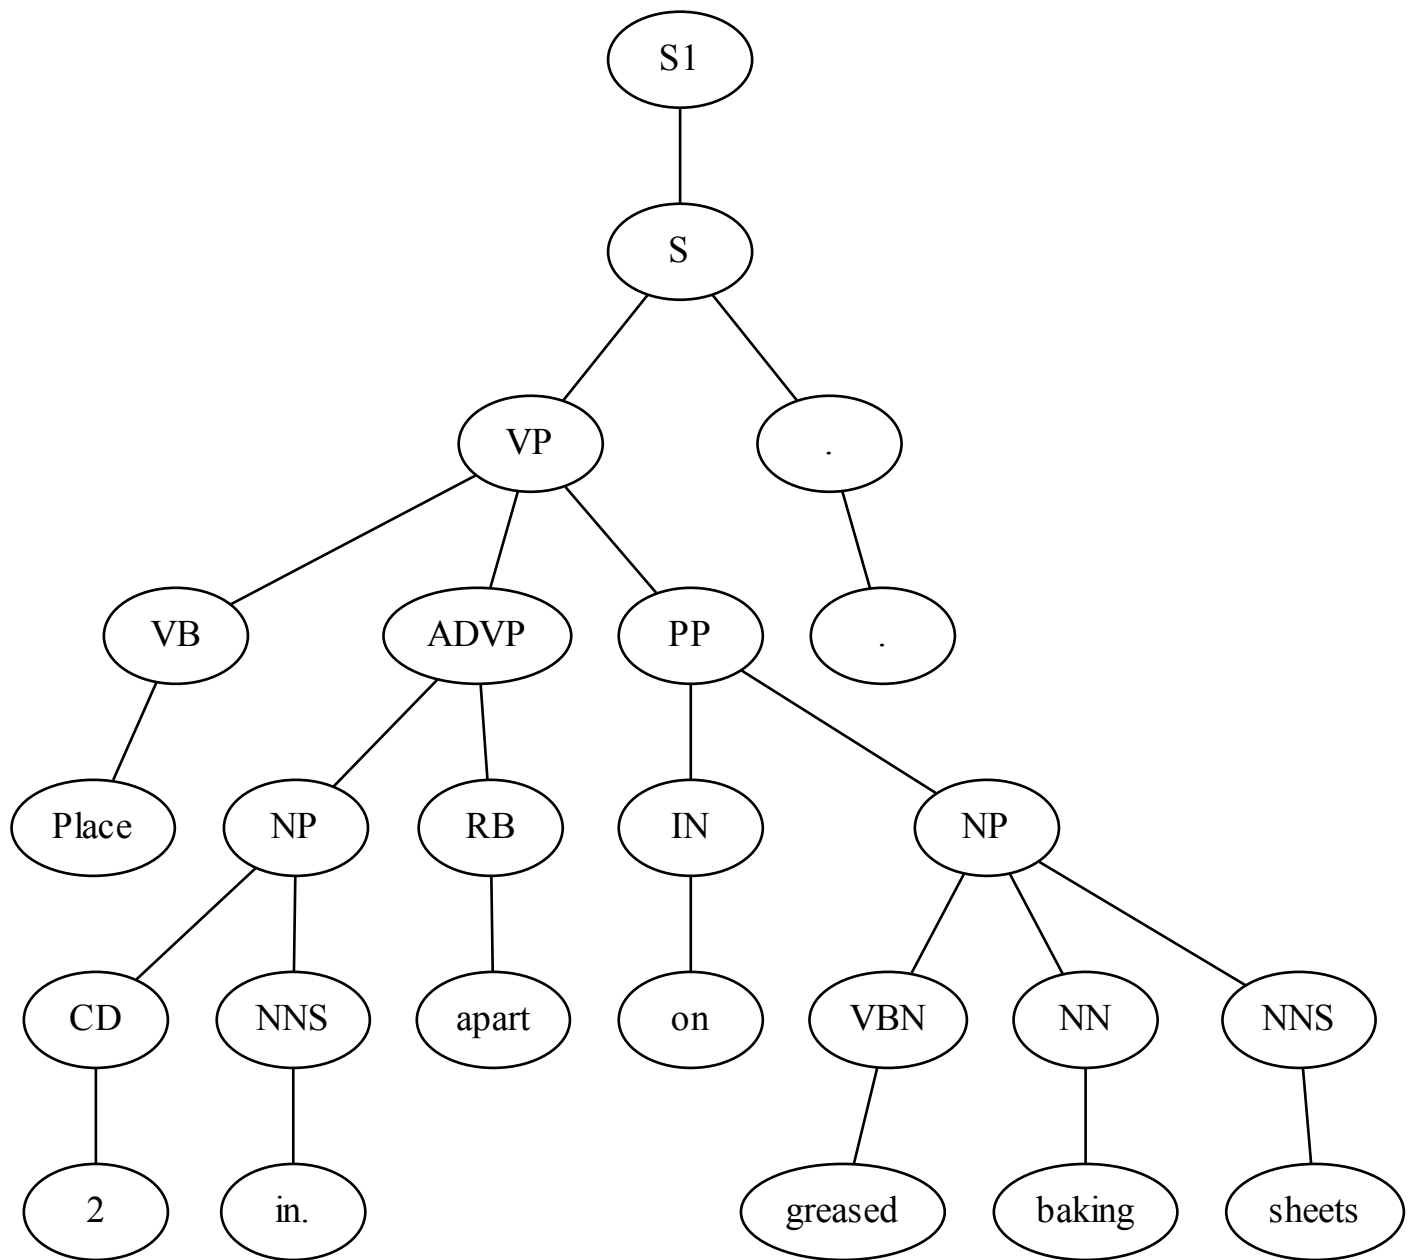 S1
S
VP .
VB ADVP PP .
Place NP RB IN NP
CD NNS apart on VBN NN NNS
2 in. greased baking sheets